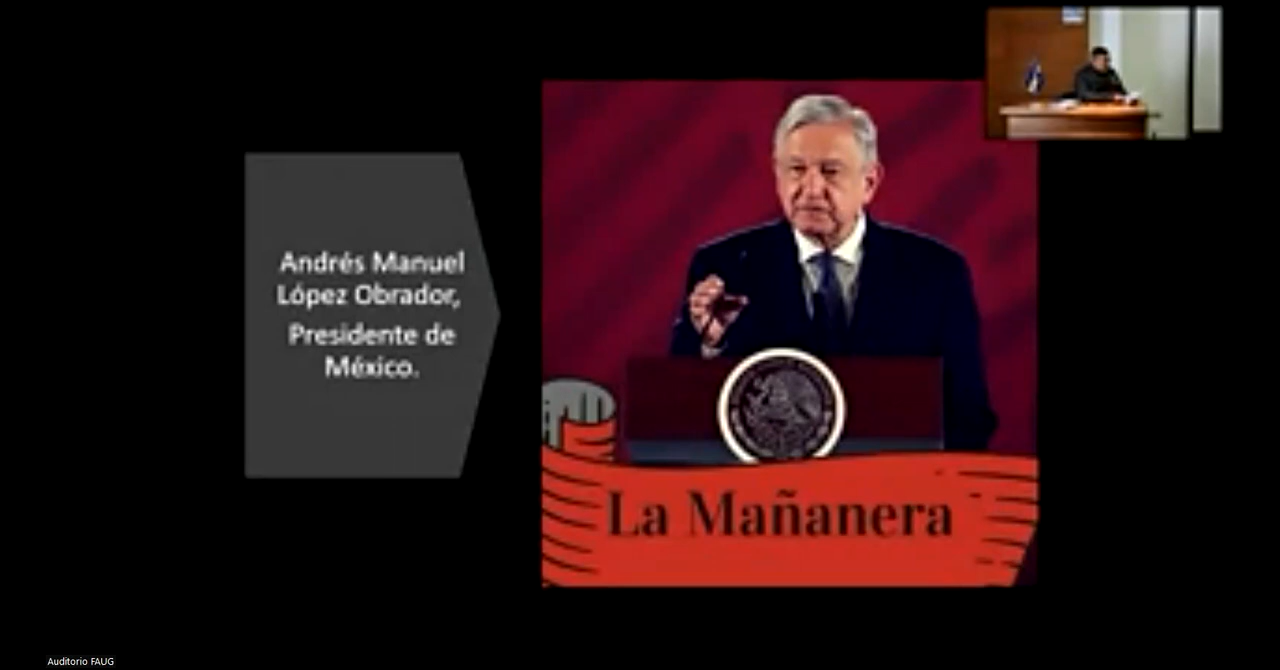 Andrés Manuel
López Obrador,
Presidente de
México.
La Mañanera
Auditorio FAUG